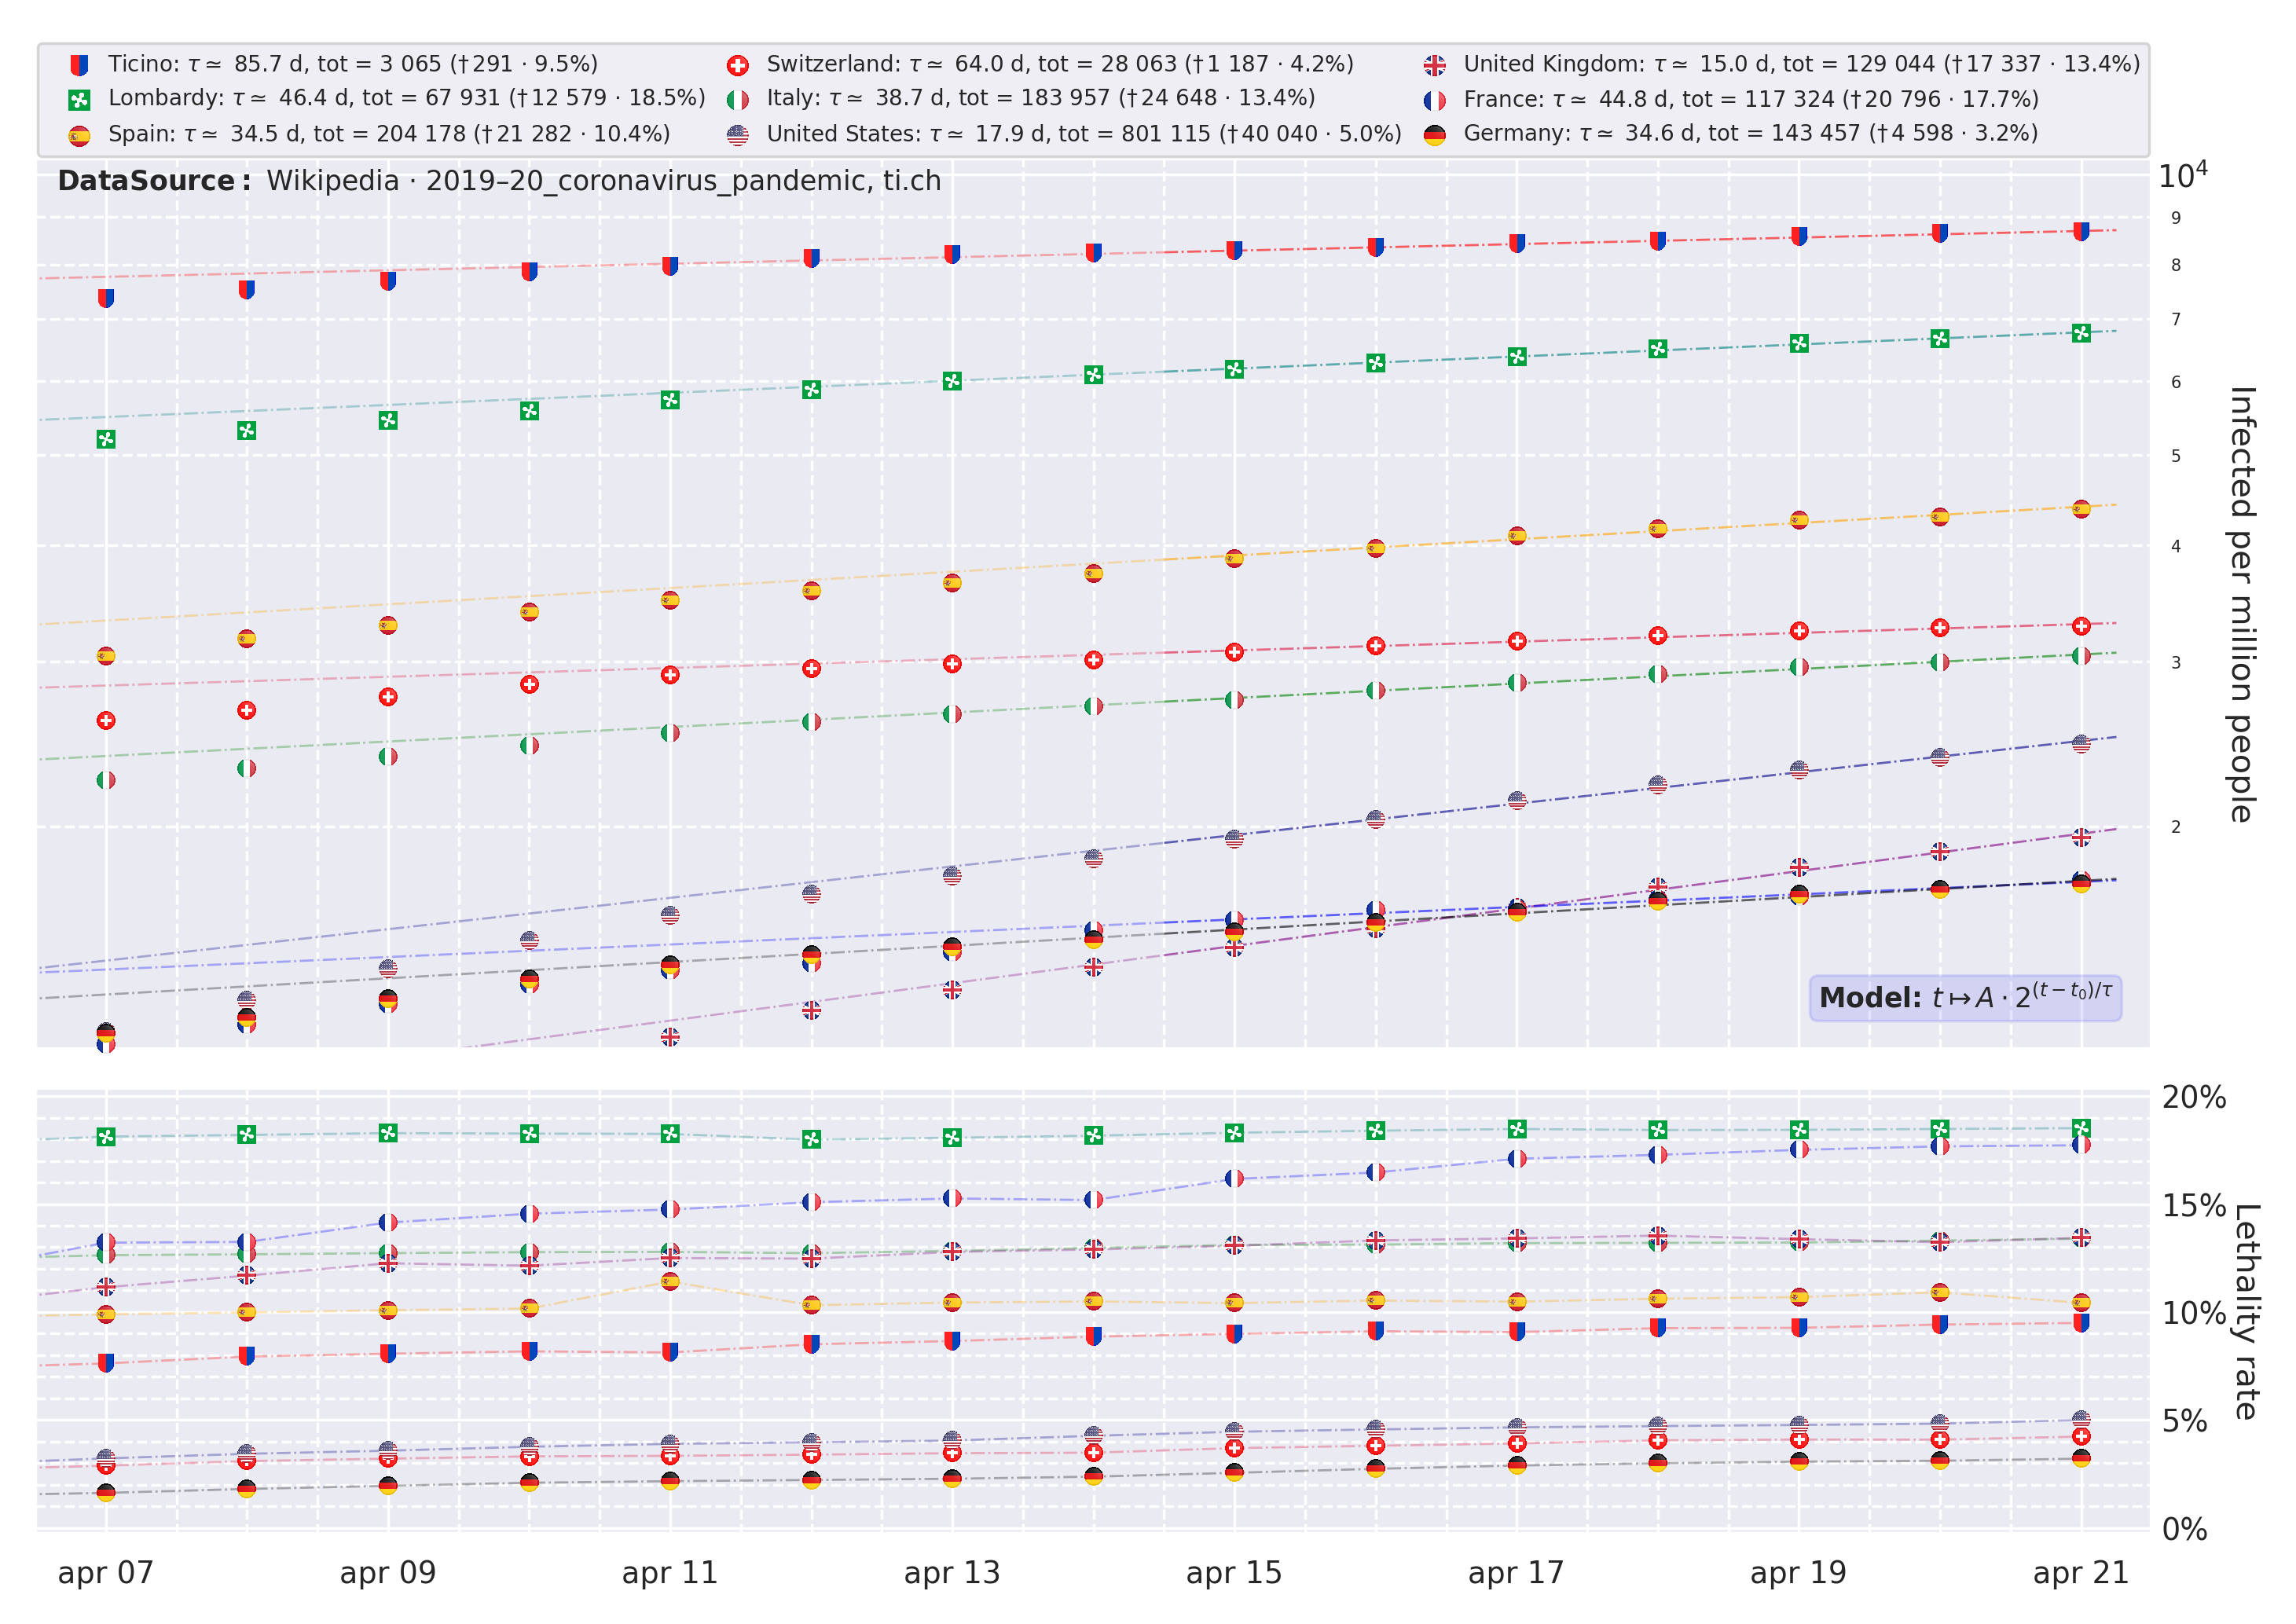 Ticino: τ ≃ 85.7 d, tot = 3 065 (†291 · 9.5%)
Lombardy: τ ≃ 46.4 d, tot = 67 931 (†12 579 · 18.5%)
Spain: τ ≃ 34.5 d, tot = 204 178 (†21 282 · 10.4%)
Switzerland: τ ≃ 64.0 d, tot = 28 063 (†1 187 · 4.2%)
Italy: τ ≃ 38.7 d, tot = 183 957 (†24 648 · 13.4%)
United States: τ ≃ 17.9 d, tot = 801 115 (†40 040 · 5.0%)
United Kingdom: τ ≃ 15.0 d, tot = 129 044 (†17 337 · 13.4%)
France: τ ≃ 44.8 d, tot = 117 324 (†20 796 · 17.7%)
Germany: τ ≃ 34.6 d, tot = 143 457 (†4 598 · 3.2%)
DataSource: Wikipedia · 2019–20_coronavirus_pandemic, ti.ch
10⁴
9
8
7
6
5
4
3
2
Infected per million people
Model: t ↦ A · 2^{(t − t₀)/τ}
20%
15%
10%
5%
0%
Lethality rate
apr 07
apr 09
apr 11
apr 13
apr 15
apr 17
apr 19
apr 21